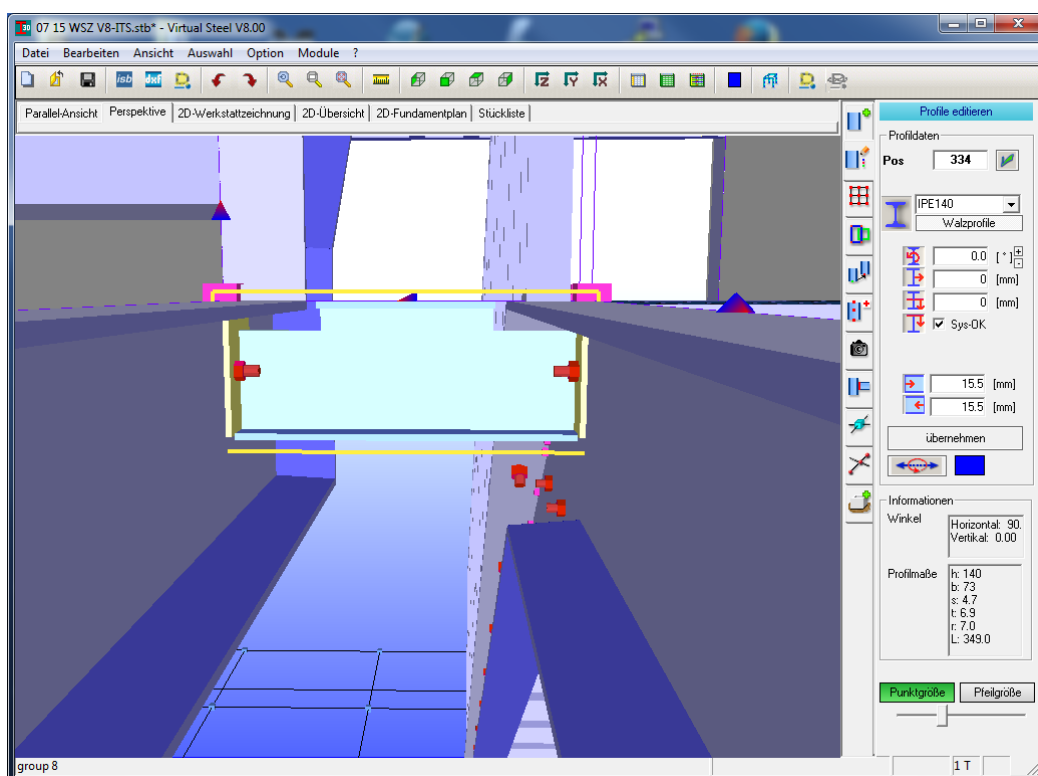 07 15 WSZ V8-ITS.stb* - Virtual Steel V8.00
Datei Bearbeiten Ansicht Auswahl Option Module ?
isb dxf
Z Y X
Parallel-Ansicht Perspektive 2D-Werkstattzeichnung 2D-Übersicht 2D-Fundamentplan Stückliste
Profile editieren
Profildaten
Pos 334
IPE140
Walzprofile
0.0 [°] + -
0 [mm]
0 [mm]
Sys-OK
15.5 [mm]
15.5 [mm]
übernehmen
Informationen
Winkel
Horizontal: 90.
Vertikal: 0.00
Profilmaße
h: 140
b: 73
s: 4.7
t: 6.9
r: 7.0
L: 349.0
Punktgröße Pfeilgröße
group 8
1 T